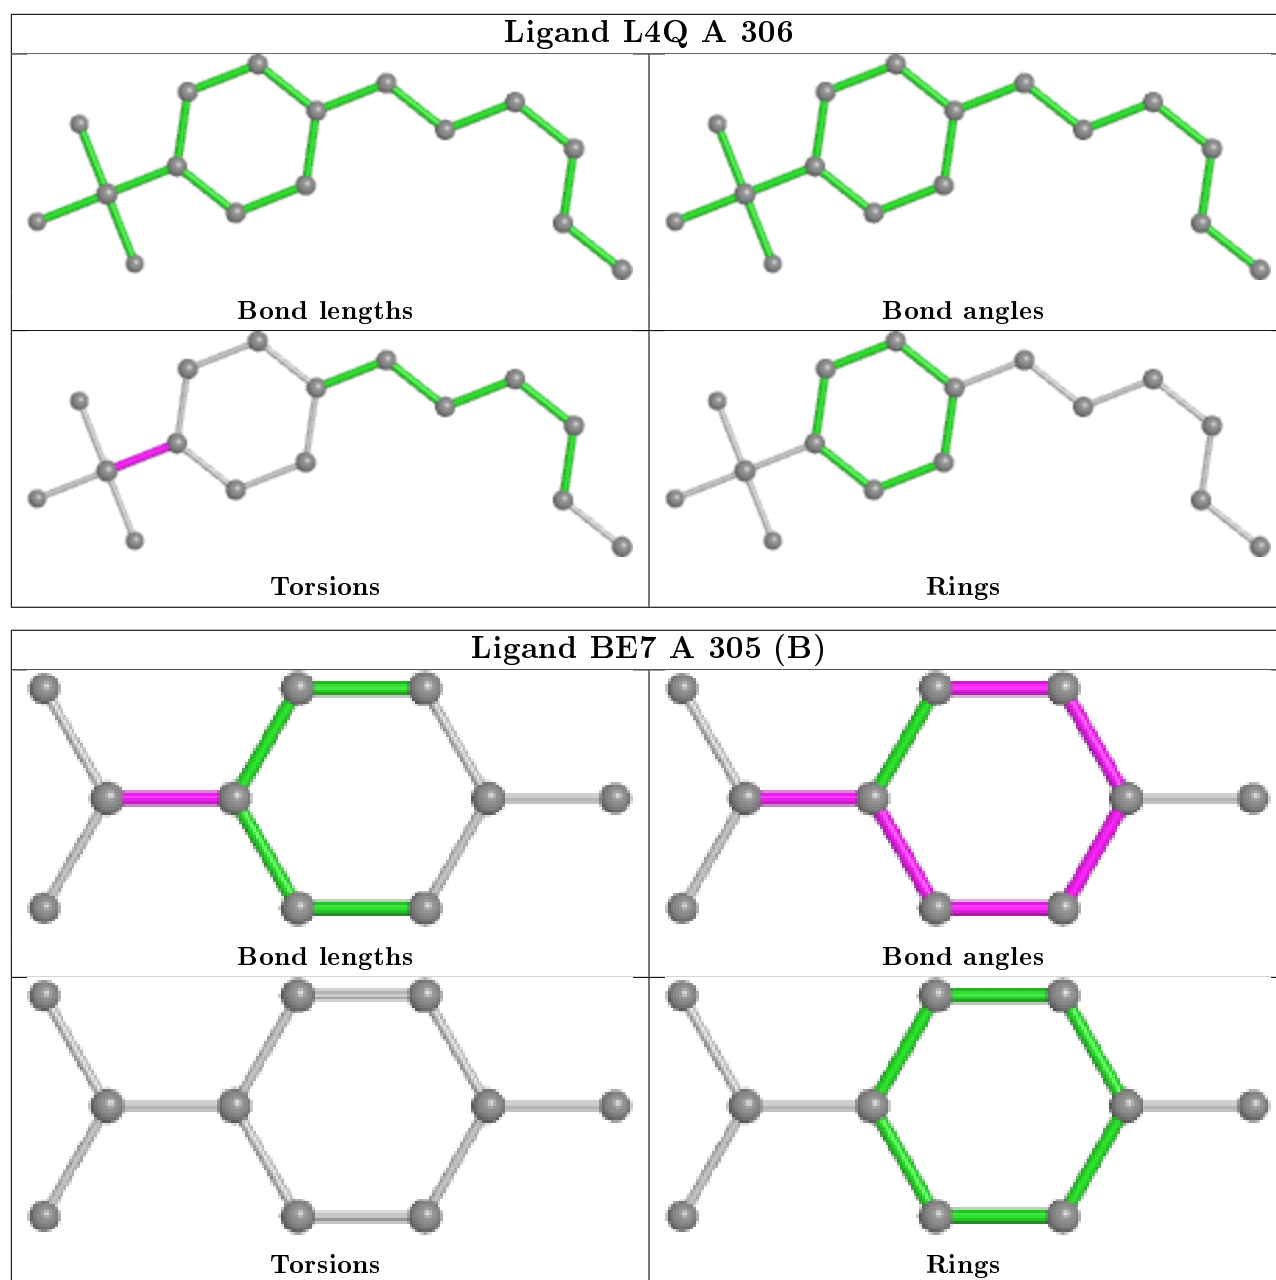 Ligand L4Q A 306
Bond lengths
Bond angles
Torsions
Rings
Ligand BE7 A 305 (B)
Bond lengths
Bond angles
Torsions
Rings